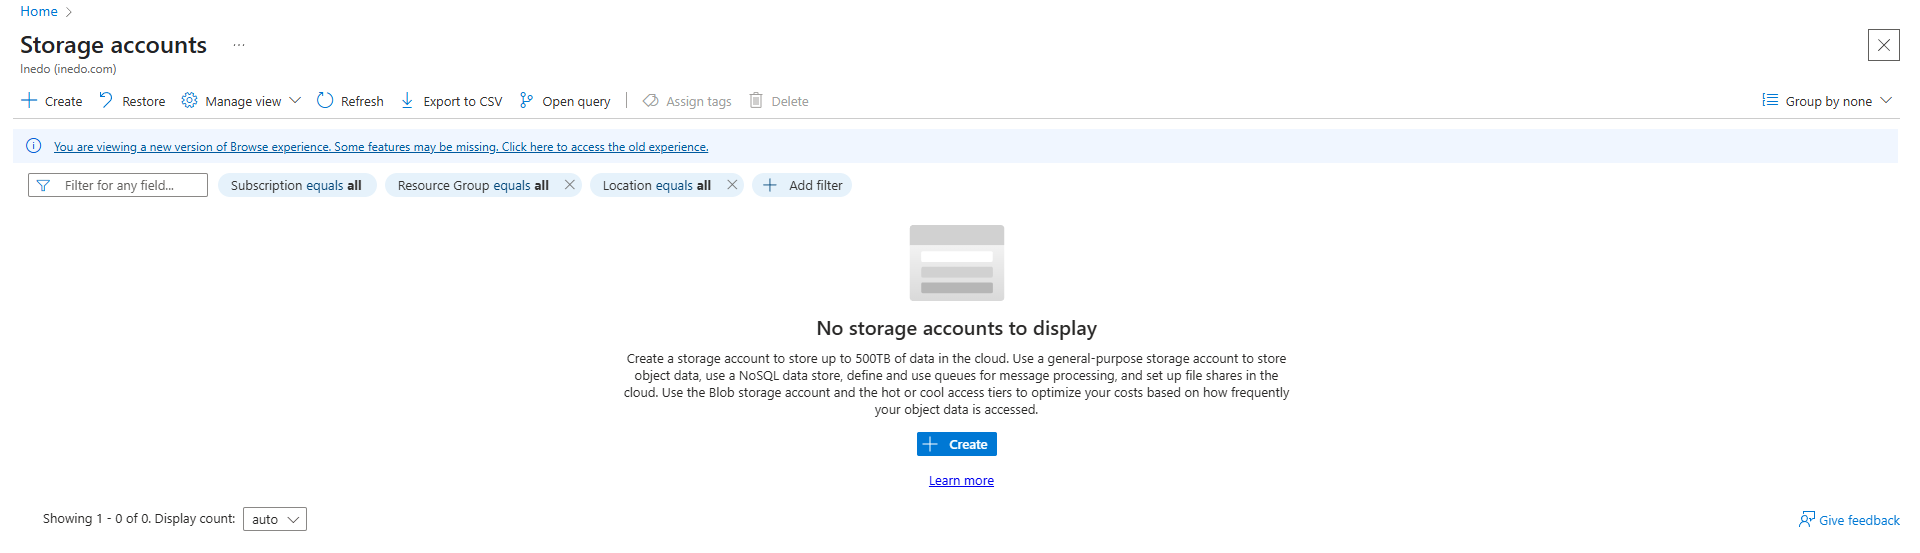 Home
Storage accounts ...
Inedo (inedo.com)
Create Restore Manage view Refresh Export to CSV Open query Assign tags Delete Group by none
You are viewing a new version of Browse experience. Some features may be missing. Click here to access the old experience.
Filter for any field... Subscription equals all Resource Group equals all Location equals all Add filter
No storage accounts to display
Create a storage account to store up to 500TB of data in the cloud. Use a general-purpose storage account to store
object data, use a NoSQL data store, define and use queues for message processing, and set up file shares in the
cloud. Use the Blob storage account and the hot or cool access tiers to optimize your costs based on how frequently
your object data is accessed.
Create
Learn more
Showing 1 - 0 of 0. Display count: auto Give feedback